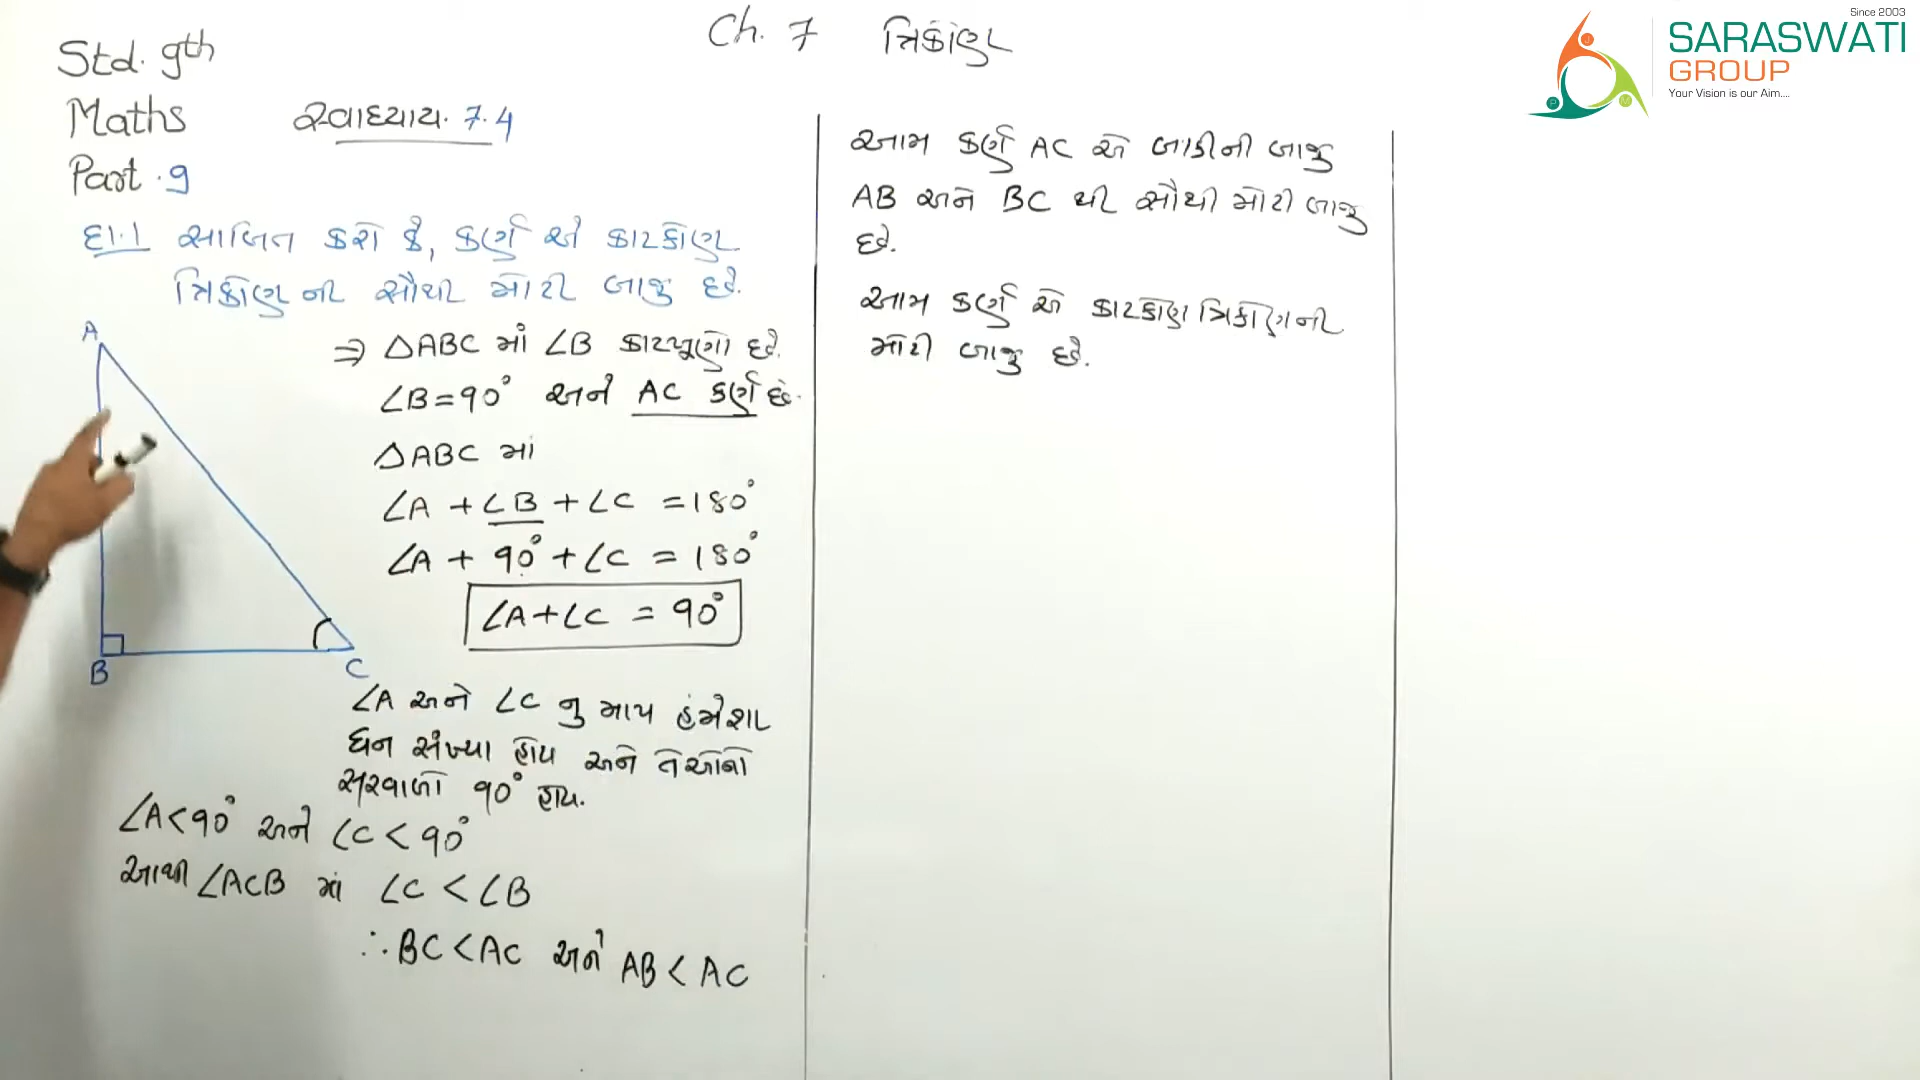 Since 2003
SARASWATI
GROUP
Your Vision is our Aim....
Ch. 7 ત્રિકોણ
Std. 9th
Maths સ્વાધ્યાય. 7.4
Part. 9
દા.1 સાબિત કરો કે, કર્ણ એ કાટકોણ
ત્રિકોણ ની સૌથી મોટી બાજુ છે.
A
B
C
⇒ △ABC માં ∠B કાટખૂણો છે.
∠B = 90° અને AC કર્ણ છે.
△ABC માં
∠A + ∠B + ∠C = 180°
∠A + 90° + ∠C = 180°
∠A + ∠C = 90°
∠A અને ∠C નુ માપ હંમેશા
ધન સંખ્યા હોય અને તેઓનો
સરવાળો 90° હોય.
∠A < 90° અને ∠C < 90°
આથી ∠ACB માં ∠C < ∠B
∴ BC < AC અને AB < AC
આમ કર્ણ AC એ બાકીની બાજુ
AB અને BC થી સૌથી મોટી બાજુ
છે.
આમ કર્ણ એ કાટકોણ ત્રિકોણની
મોટી બાજુ છે.